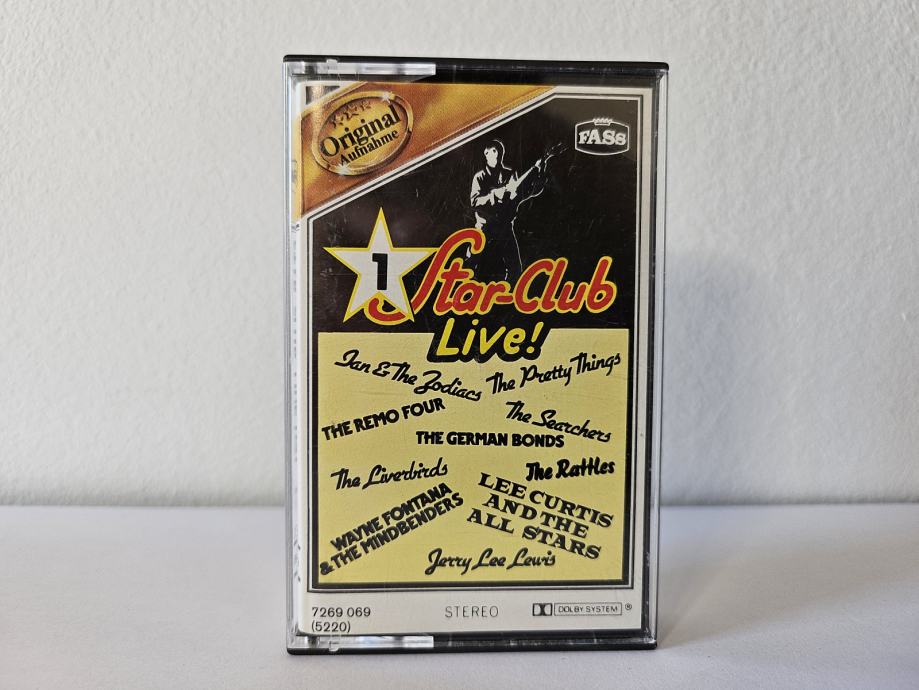 Original
Aufnahme
FASs
1
Star-Club
Live!
Ian & The Zodiacs
The Pretty Things
THE REMO FOUR
The Searchers
THE GERMAN BONDS
The Liverbirds
The Rattles
WAYNE FONTANA
& THE MINDBENDERS
LEE CURTIS
AND THE
ALL STARS
Jerry Lee Lewis
7269 069
(5220)
STEREO
DOLBY SYSTEM ®